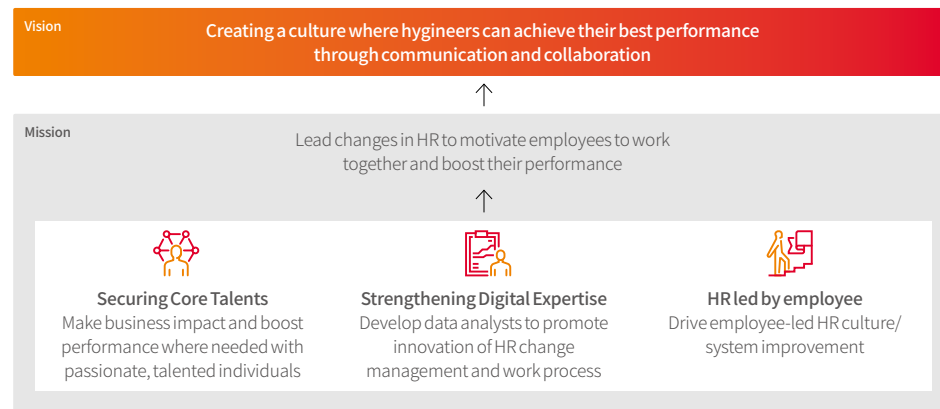 Vision
Creating a culture where hygineers can achieve their best performance
through communication and collaboration
Mission
Lead changes in HR to motivate employees to work
together and boost their performance
Securing Core Talents
Make business impact and boost
performance where needed with
passionate, talented individuals
Strengthening Digital Expertise
Develop data analysts to promote
innovation of HR change
management and work process
HR led by employee
Drive employee-led HR culture/
system improvement